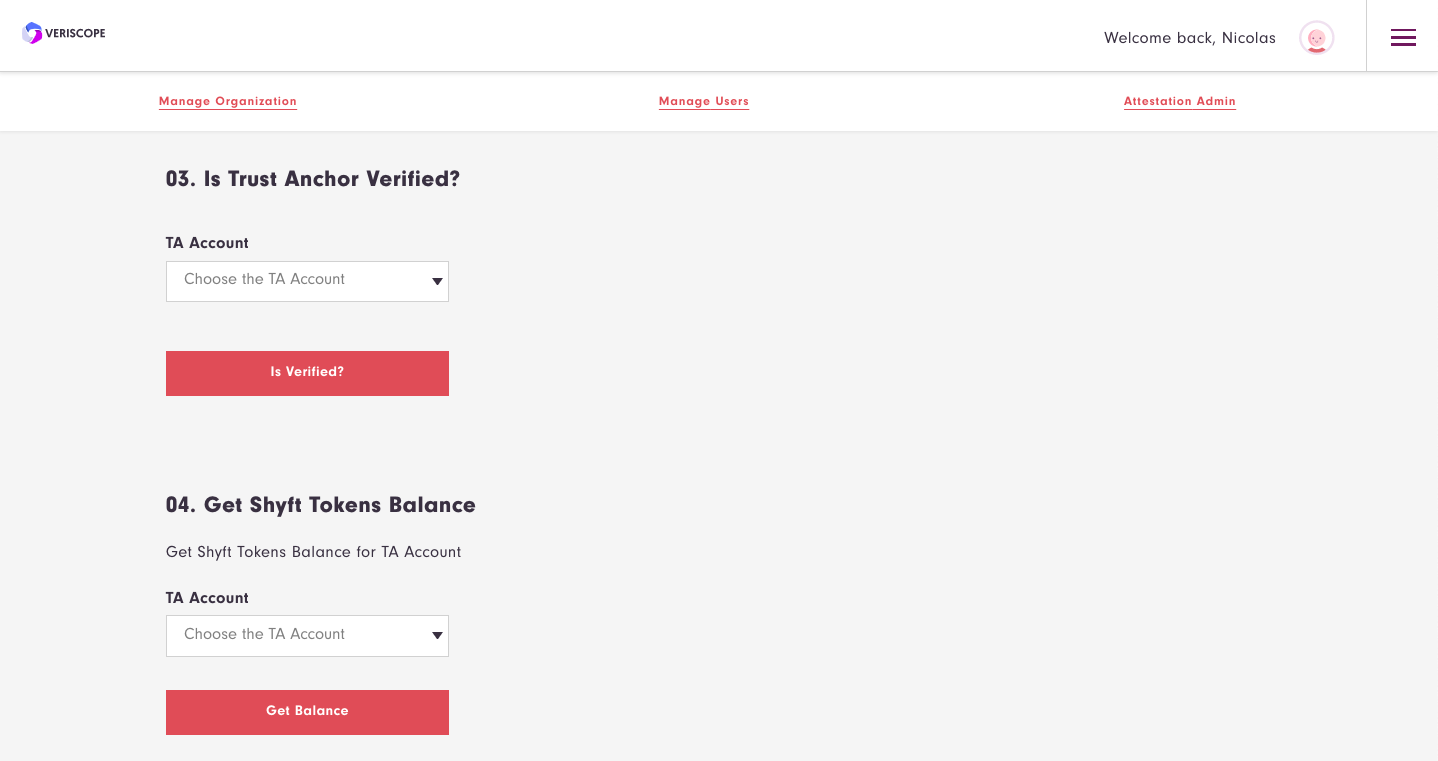 VERISCOPE
Welcome back, Nicolas
Manage Organization
Manage Users
Attestation Admin
03. Is Trust Anchor Verified?
TA Account
Choose the TA Account
Is Verified?
04. Get Shyft Tokens Balance
Get Shyft Tokens Balance for TA Account
TA Account
Choose the TA Account
Get Balance